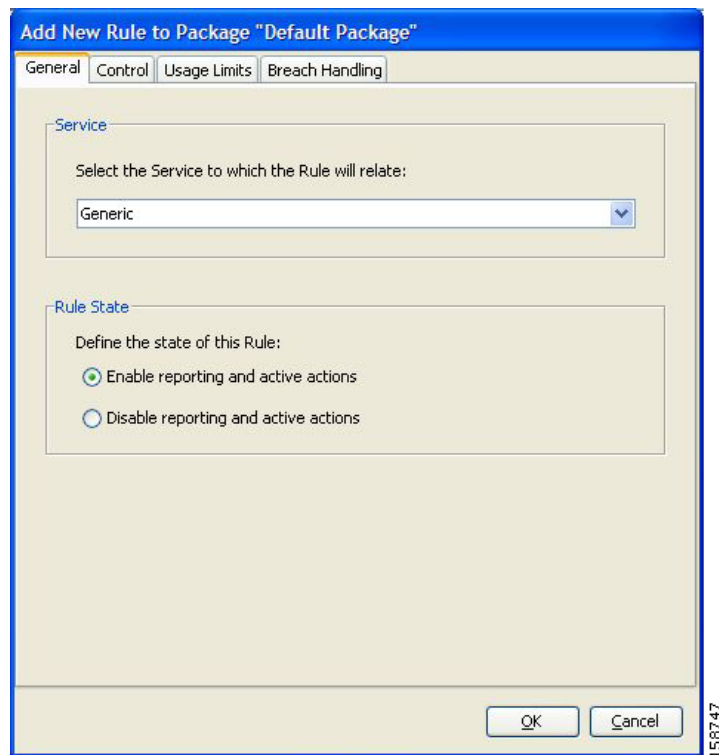 Add New Rule to Package "Default Package"
General Control Usage Limits Breach Handling
Service
Select the Service to which the Rule will relate:
Generic
Rule State
Define the state of this Rule:
Enable reporting and active actions
Disable reporting and active actions
OK Cancel
58747